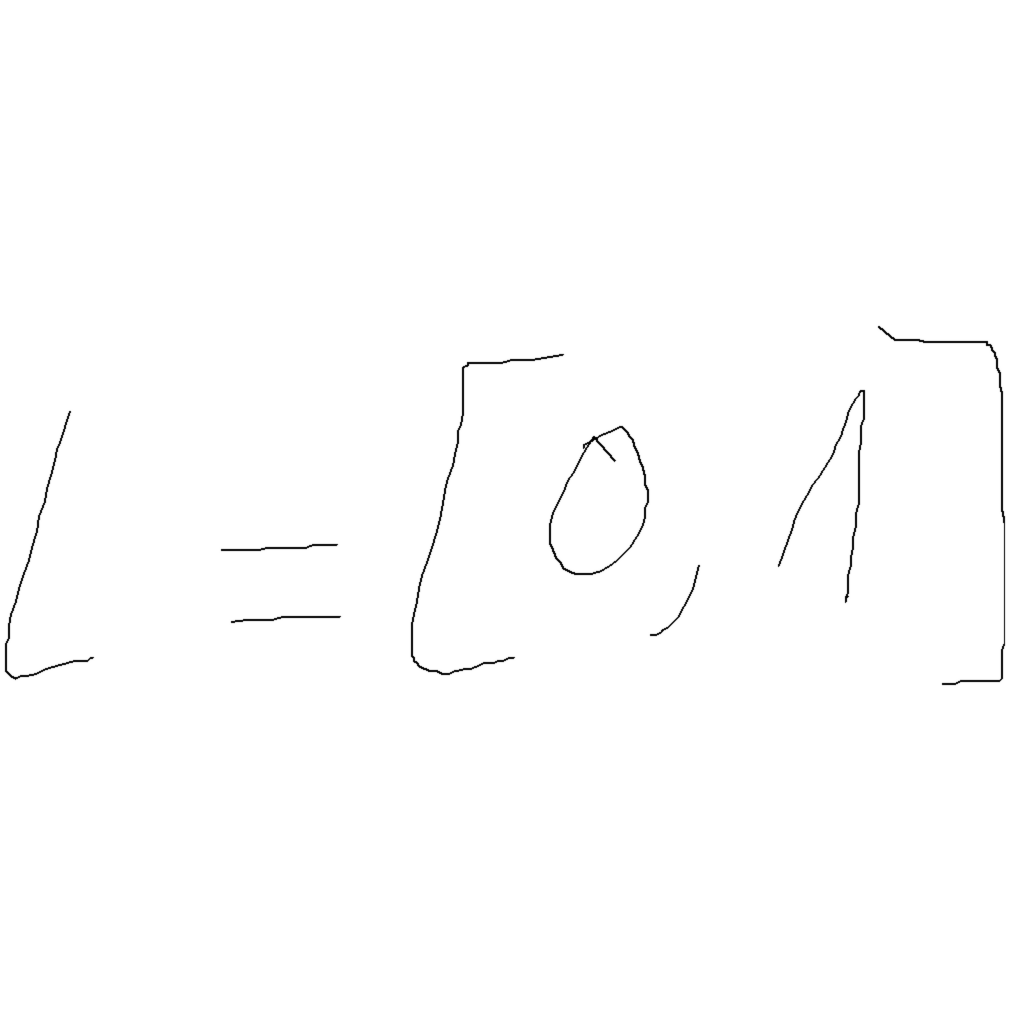 L = [0, 1]